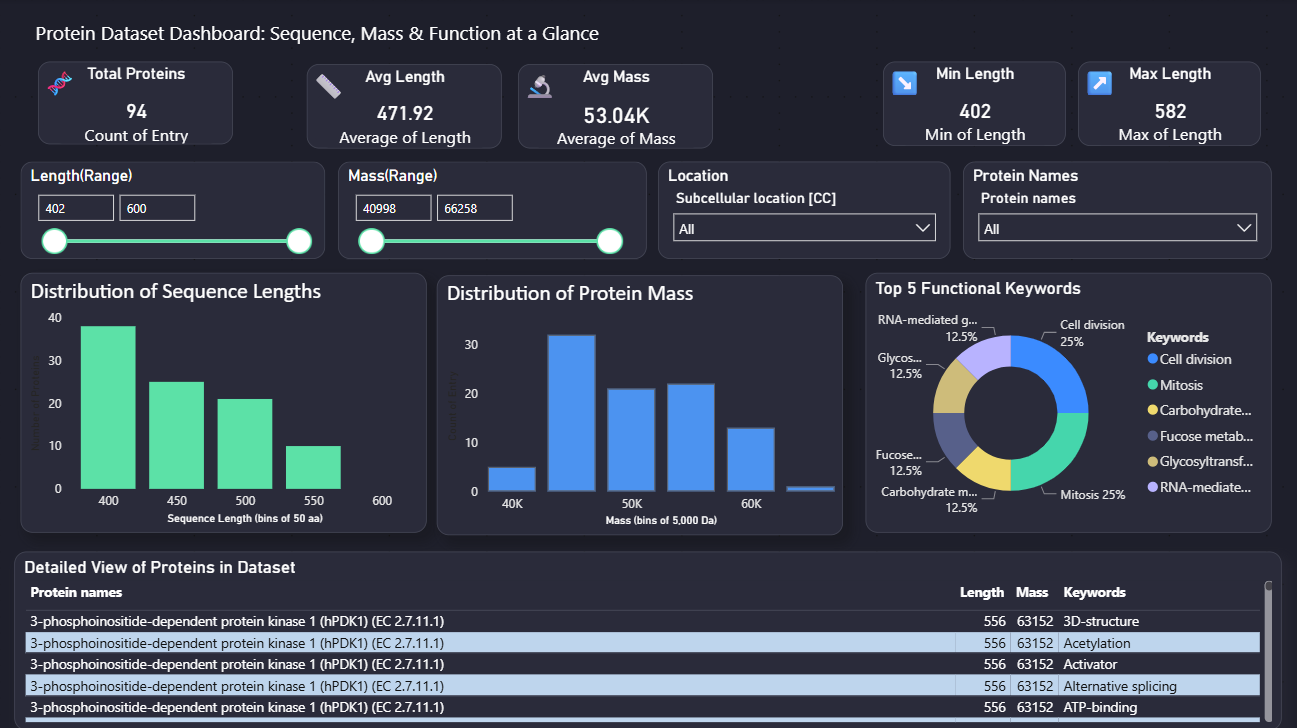 Protein Dataset Dashboard: Sequence, Mass & Function at a Glance
Total Proteins
94
Count of Entry
Avg Length
471.92
Average of Length
Avg Mass
53.04K
Average of Mass
Min Length
402
Min of Length
Max Length
582
Max of Length
Length(Range)
402
600
Mass(Range)
40998
66258
Location
Subcellular location [CC]
All
Protein Names
Protein names
All
Distribution of Sequence Lengths
40
30
20
10
0
400 450 500 550 600
Sequence Length (bins of 50 aa)
Distribution of Protein Mass
Count of Entry
30
20
10
0
40K 50K 60K
Mass (bins of 5,000 Da)
Top 5 Functional Keywords
RNA-mediated g...
12.5%
Cell division
25%
Glycos...
12.5%
Fucose...
12.5%
Carbohydrate m...
12.5%
Mitosis 25%
Keywords
Cell division
Mitosis
Carbohydrate...
Fucose metab...
Glycosyltransf...
RNA-mediate...
Detailed View of Proteins in Dataset
Protein names Length Mass Keywords
3-phosphoinositide-dependent protein kinase 1 (hPDK1) (EC 2.7.11.1) 556 63152 3D-structure
3-phosphoinositide-dependent protein kinase 1 (hPDK1) (EC 2.7.11.1) 556 63152 Acetylation
3-phosphoinositide-dependent protein kinase 1 (hPDK1) (EC 2.7.11.1) 556 63152 Activator
3-phosphoinositide-dependent protein kinase 1 (hPDK1) (EC 2.7.11.1) 556 63152 Alternative splicing
3-phosphoinositide-dependent protein kinase 1 (hPDK1) (EC 2.7.11.1) 556 63152 ATP-binding